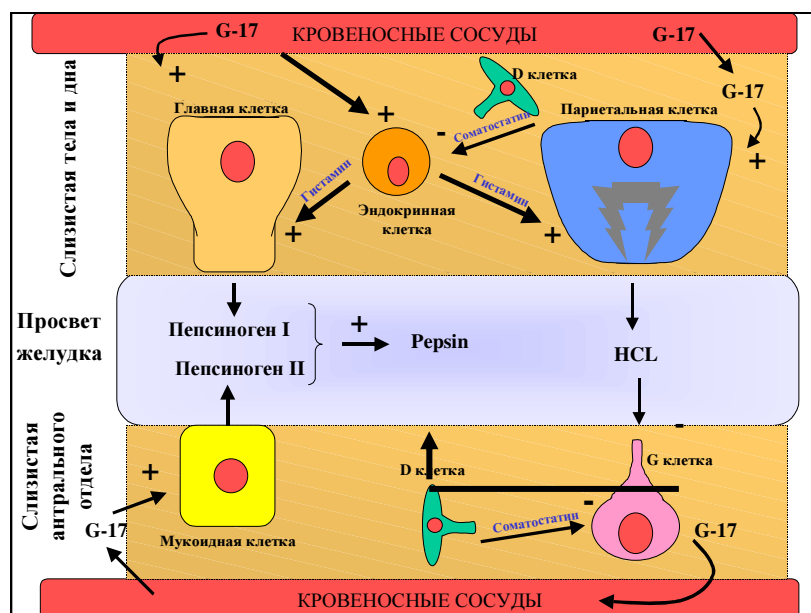 G-17 КРОВЕНОСНЫЕ СОСУДЫ G-17
D клетка
G-17
+
Главная клетка
+
-
Соматостатин
Париетальная клетка
+
Слизистая тела и дна
Гистамин
Гистамин
Эндокринная
клетка
+
+
Просвет
желудка
Пепсиноген I
Пепсиноген II
+
Pepsin
HCL
-
Слизистая
антрального
отдела
+
G-17
Мукоидная клетка
D клетка
G клетка
-
Соматостатин
G-17
КРОВЕНОСНЫЕ СОСУДЫ